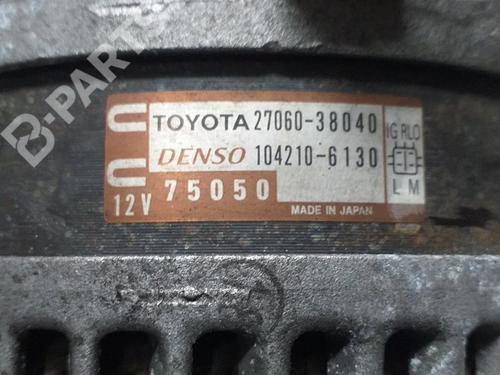 B-PARTS
TOYOTA 27060-38040
DENSO 104210-6130
IG RLO
L M
12V 75050
MADE IN JAPAN